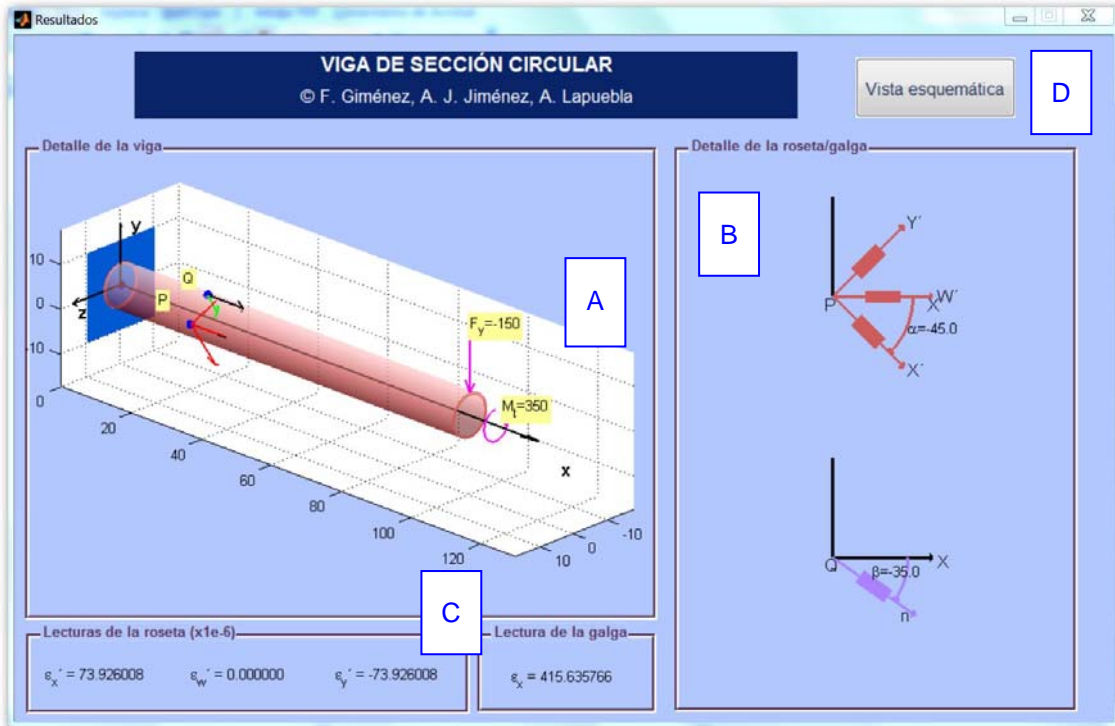 Resultados
VIGA DE SECCIÓN CIRCULAR
© F. Giménez, A. J. Jiménez, A. Lapuebla
Vista esquemática
D
Detalle de la viga
y
10
0
-10
z
Q
P
y
A
F_y=-150
M_t=350
x
0
20
40
60
80
100
120
10
0
-10
Detalle de la roseta/galga
B
Y´
P
W´
X
α=-45.0
X´
Q
X
β=-35.0
n
C
Lecturas de la roseta (x1e-6)
ε_x´ = 73.926008 ε_w´ = 0.000000 ε_y´ = -73.926008
Lectura de la galga
ε_x = 415.635766